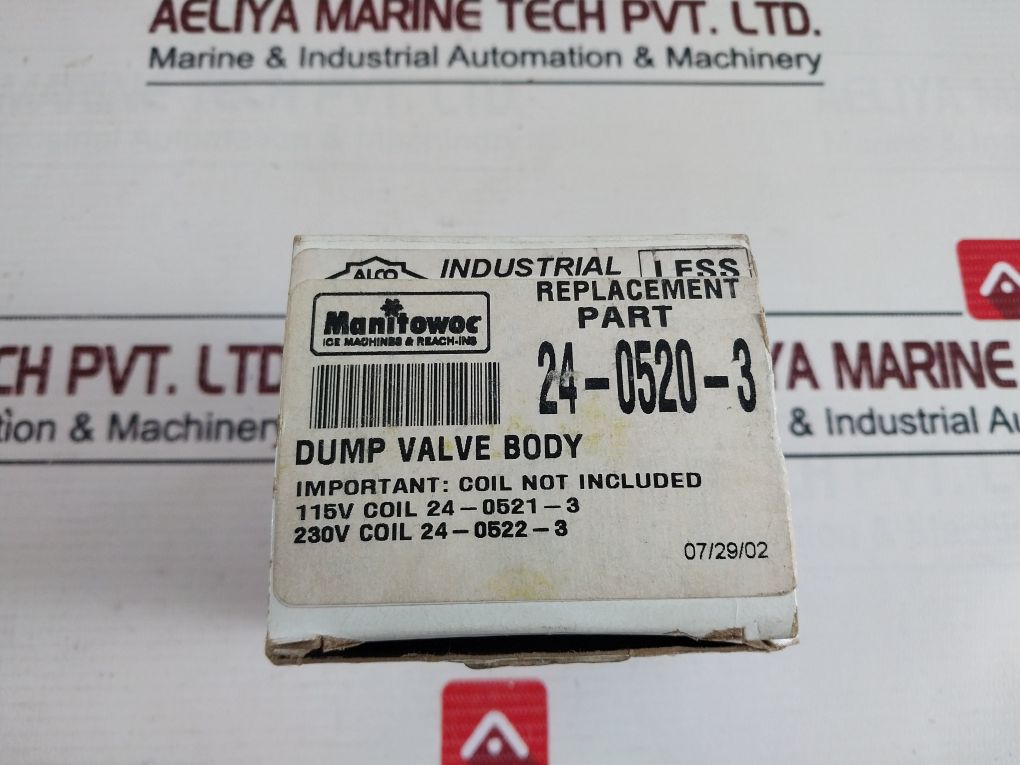 AELIYA MARINE TECH PVT. LTD.
Marine & Industrial Automation & Machinery
ALCO INDUSTRIAL LESS
Manitowoc
ICE MACHINES & REACH-INS
REPLACEMENT
PART
24-0520-3
DUMP VALVE BODY
IMPORTANT: COIL NOT INCLUDED
115V COIL 24-0521-3
230V COIL 24-0522-3
07/29/02
CH PVT. LTD
tion & Machinery
YA MARINE
& Industrial Au